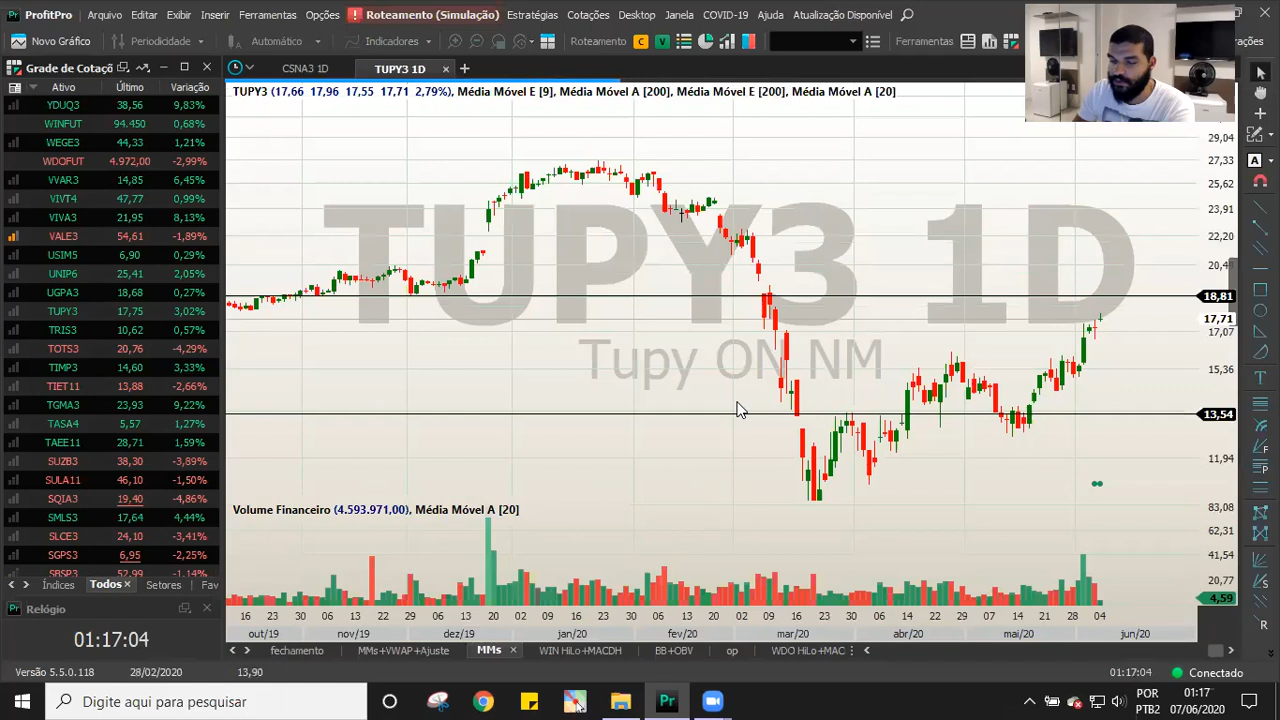 ProfitPro Arquivo Editar Exibir Inserir Ferramentas Opções Roteamento (Simulação) Estratégias Cotações Desktop Janela COVID-19 Ajuda Atualização Disponível
Novo Gráfico Periodicidade Automático Indicadores Roteamento C V Ferramentas
Grade de Cotaçõ CSNA3 1D TUPY3 1D
Ativo Último Variação
YDUQ3 38,56 9,83%
WINFUT 94.450 0,68%
WEGE3 44,33 1,21%
WDOFUT 4.972,00 -2,99%
VVAR3 14,85 6,45%
VIVT4 47,77 0,99%
VIVA3 21,95 8,13%
VALE3 54,61 -1,89%
USIM5 6,90 0,29%
UNIP6 25,41 2,05%
UGPA3 18,68 0,27%
TUPY3 17,75 3,02%
TRIS3 10,62 0,57%
TOTS3 20,76 -4,29%
TIMP3 14,60 3,33%
TIET11 13,88 -2,66%
TGMA3 23,93 9,22%
TASA4 5,57 1,27%
TAEE11 28,71 1,59%
SUZB3 38,30 -3,89%
SULA11 46,10 -1,50%
SQIA3 19,40 -4,86%
SMLS3 17,64 4,44%
SLCE3 24,10 -3,41%
SGPS3 6,95 -2,25%
SBSP3 52,99 -1,14%
Índices Todos Setores Fav
Relógio
01:17:04
TUPY3 (17,66 17,96 17,55 17,71 2,79%), Média Móvel E [9], Média Móvel A [200], Média Móvel E [200], Média Móvel A [20]
TUPY3 1D
Tupy ON NM
29,04
27,33
25,62
23,91
22,20
18,81
17,71
17,07
15,36
13,54
11,94
Volume Financeiro (4.593.971,00), Média Móvel A [20]
83,08
62,31
41,54
20,77
4,59
16 23 30 06 13 22 29 06 13 20 02 09 16 23 30 06 13 20 02 09 16 23 30 06 14 22 29 07 14 21 28 04
out/19 nov/19 dez/19 jan/20 fev/20 mar/20 abr/20 mai/20 jun/20
fechamento MMs+VWAP+Ajuste MMs WIN HiLo+MACDH BB+OBV op WDO HiLo+MAC
Versão 5.5.0.118 28/02/2020 13,90 01:17:04 Conectado
Digite aqui para pesquisar
Pr
POR
PTB2
01:17
07/06/2020